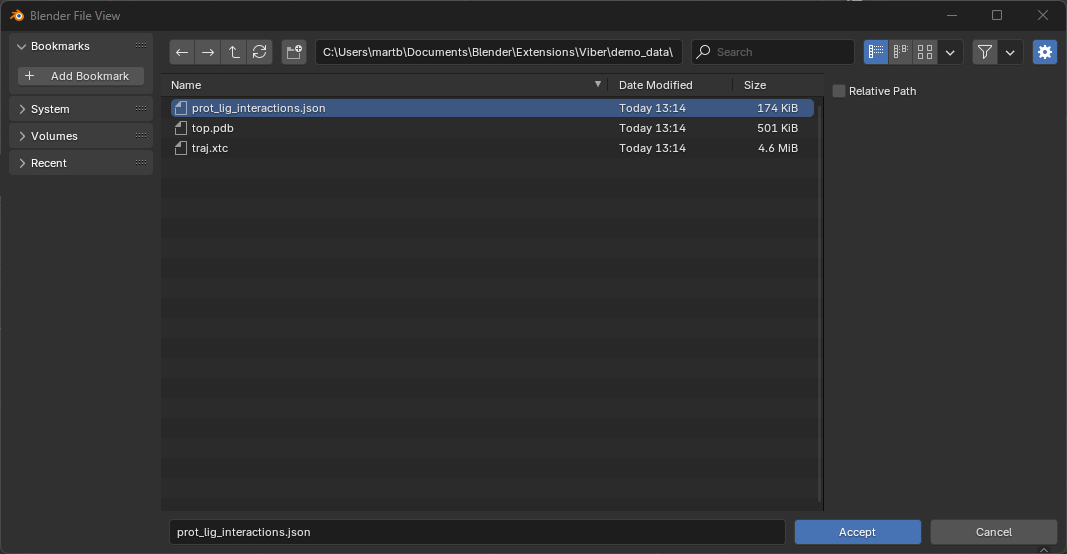 Blender File View
Bookmarks
Add Bookmark
System
Volumes
Recent
C:\Users\martb\Documents\Blender\Extensions\Viber\demo_data\
Search
Name Date Modified Size
prot_lig_interactions.json Today 13:14 174 KiB
top.pdb Today 13:14 501 KiB
traj.xtc Today 13:14 4.6 MiB
Relative Path
prot_lig_interactions.json
Accept
Cancel